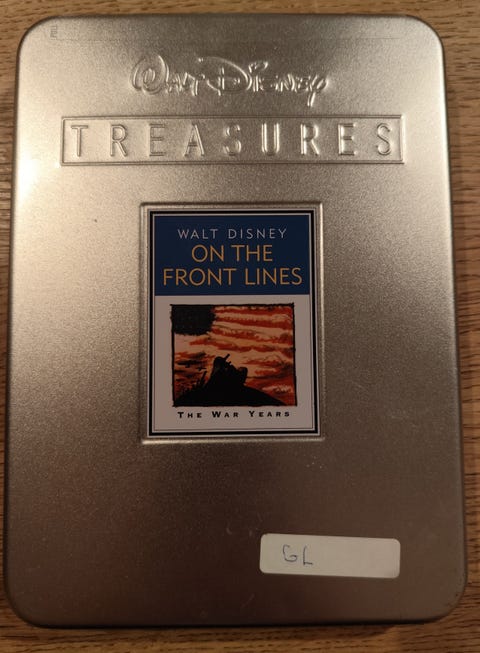 Walt Disney
TREASURES
WALT DISNEY
ON THE
FRONT LINES
THE WAR YEARS
GL